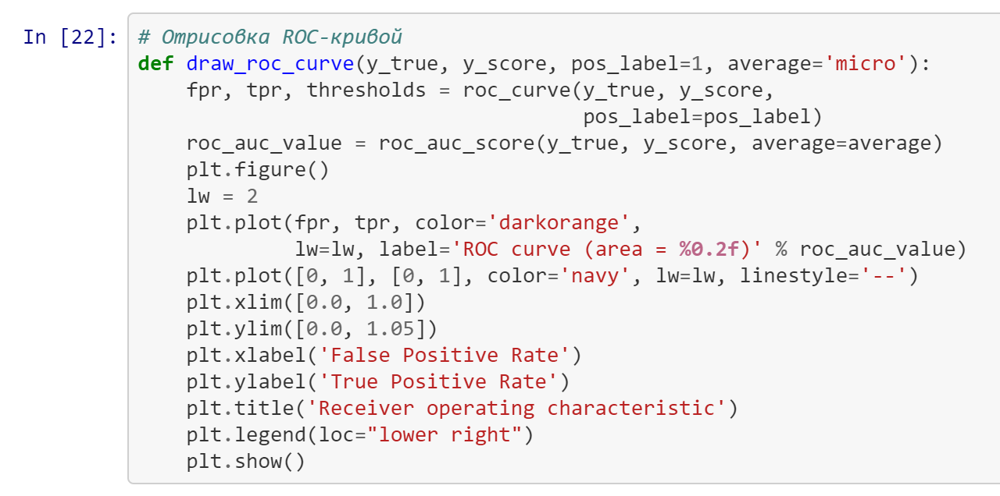 In [22]: # Отрисовка ROC-кривой
def draw_roc_curve(y_true, y_score, pos_label=1, average='micro'):
    fpr, tpr, thresholds = roc_curve(y_true, y_score,
                                     pos_label=pos_label)
    roc_auc_value = roc_auc_score(y_true, y_score, average=average)
    plt.figure()
    lw = 2
    plt.plot(fpr, tpr, color='darkorange',
             lw=lw, label='ROC curve (area = %0.2f)' % roc_auc_value)
    plt.plot([0, 1], [0, 1], color='navy', lw=lw, linestyle='--')
    plt.xlim([0.0, 1.0])
    plt.ylim([0.0, 1.05])
    plt.xlabel('False Positive Rate')
    plt.ylabel('True Positive Rate')
    plt.title('Receiver operating characteristic')
    plt.legend(loc="lower right")
    plt.show()